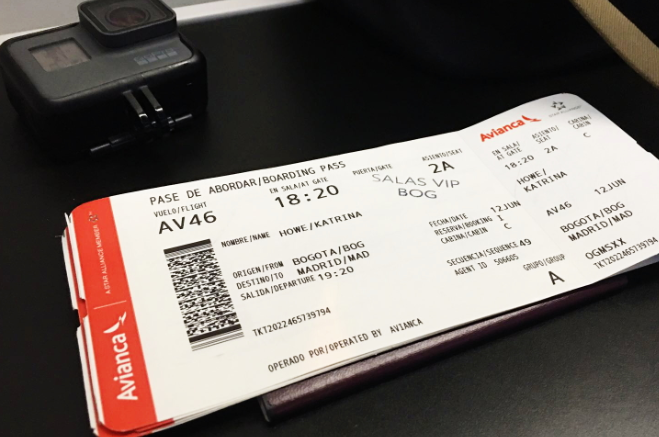 PASE DE ABORDAR/BOARDING PASS
VUELO/FLIGHT
AV46
EN SALA/AT GATE
18:20
PUERTA/GATE
SALAS VIP
BOG
ASIENTO/SEAT
2A
NOMBRE/NAME HOWE/KATRINA
ORIGEN/FROM BOGOTA/BOG
DESTINO/TO MADRID/MAD
SALIDA/DEPARTURE 19:20
FECHA/DATE 12JUN
RESERVA/BOOKING I
CABINA/CABIN C
SECUENCIA/SEQUENCE 49
AGENT ID 506605
GRUPO/GROUP
A
TKT2022465739794
OPERADO POR/OPERATED BY AVIANCA
Avianca
A STAR ALLIANCE MEMBER
Avianca
EN SALA/
AT GATE
18:20
ASIENTO/
SEAT
2A
CABINA/
CABIN
C
HOWE/
KATRINA
AV46 12JUN
BOGOTA/BOG
MADRID/MAD
OGMSXX
TKT2022465739794